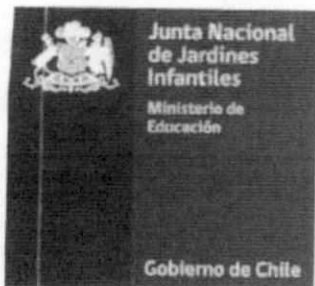 Junta Nacional
de Jardines
Infantiles
Ministerio de
Educación
Gobierno de Chile